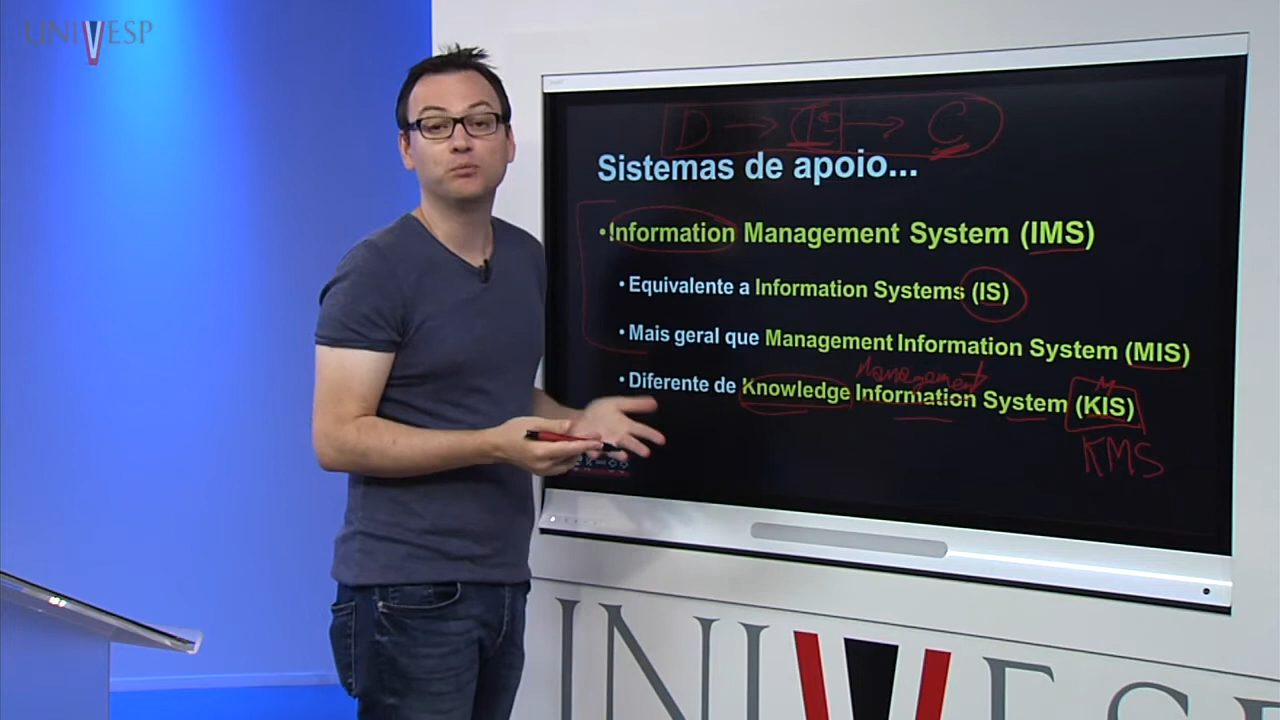 UNIVESP
D → I → C
Sistemas de apoio...
•Information Management System (IMS)
•Equivalente a Information Systems (IS)
•Mais geral que Management Information System (MIS)
Management M
•Diferente de Knowledge Information System (KIS)
KMS
UNIVESP